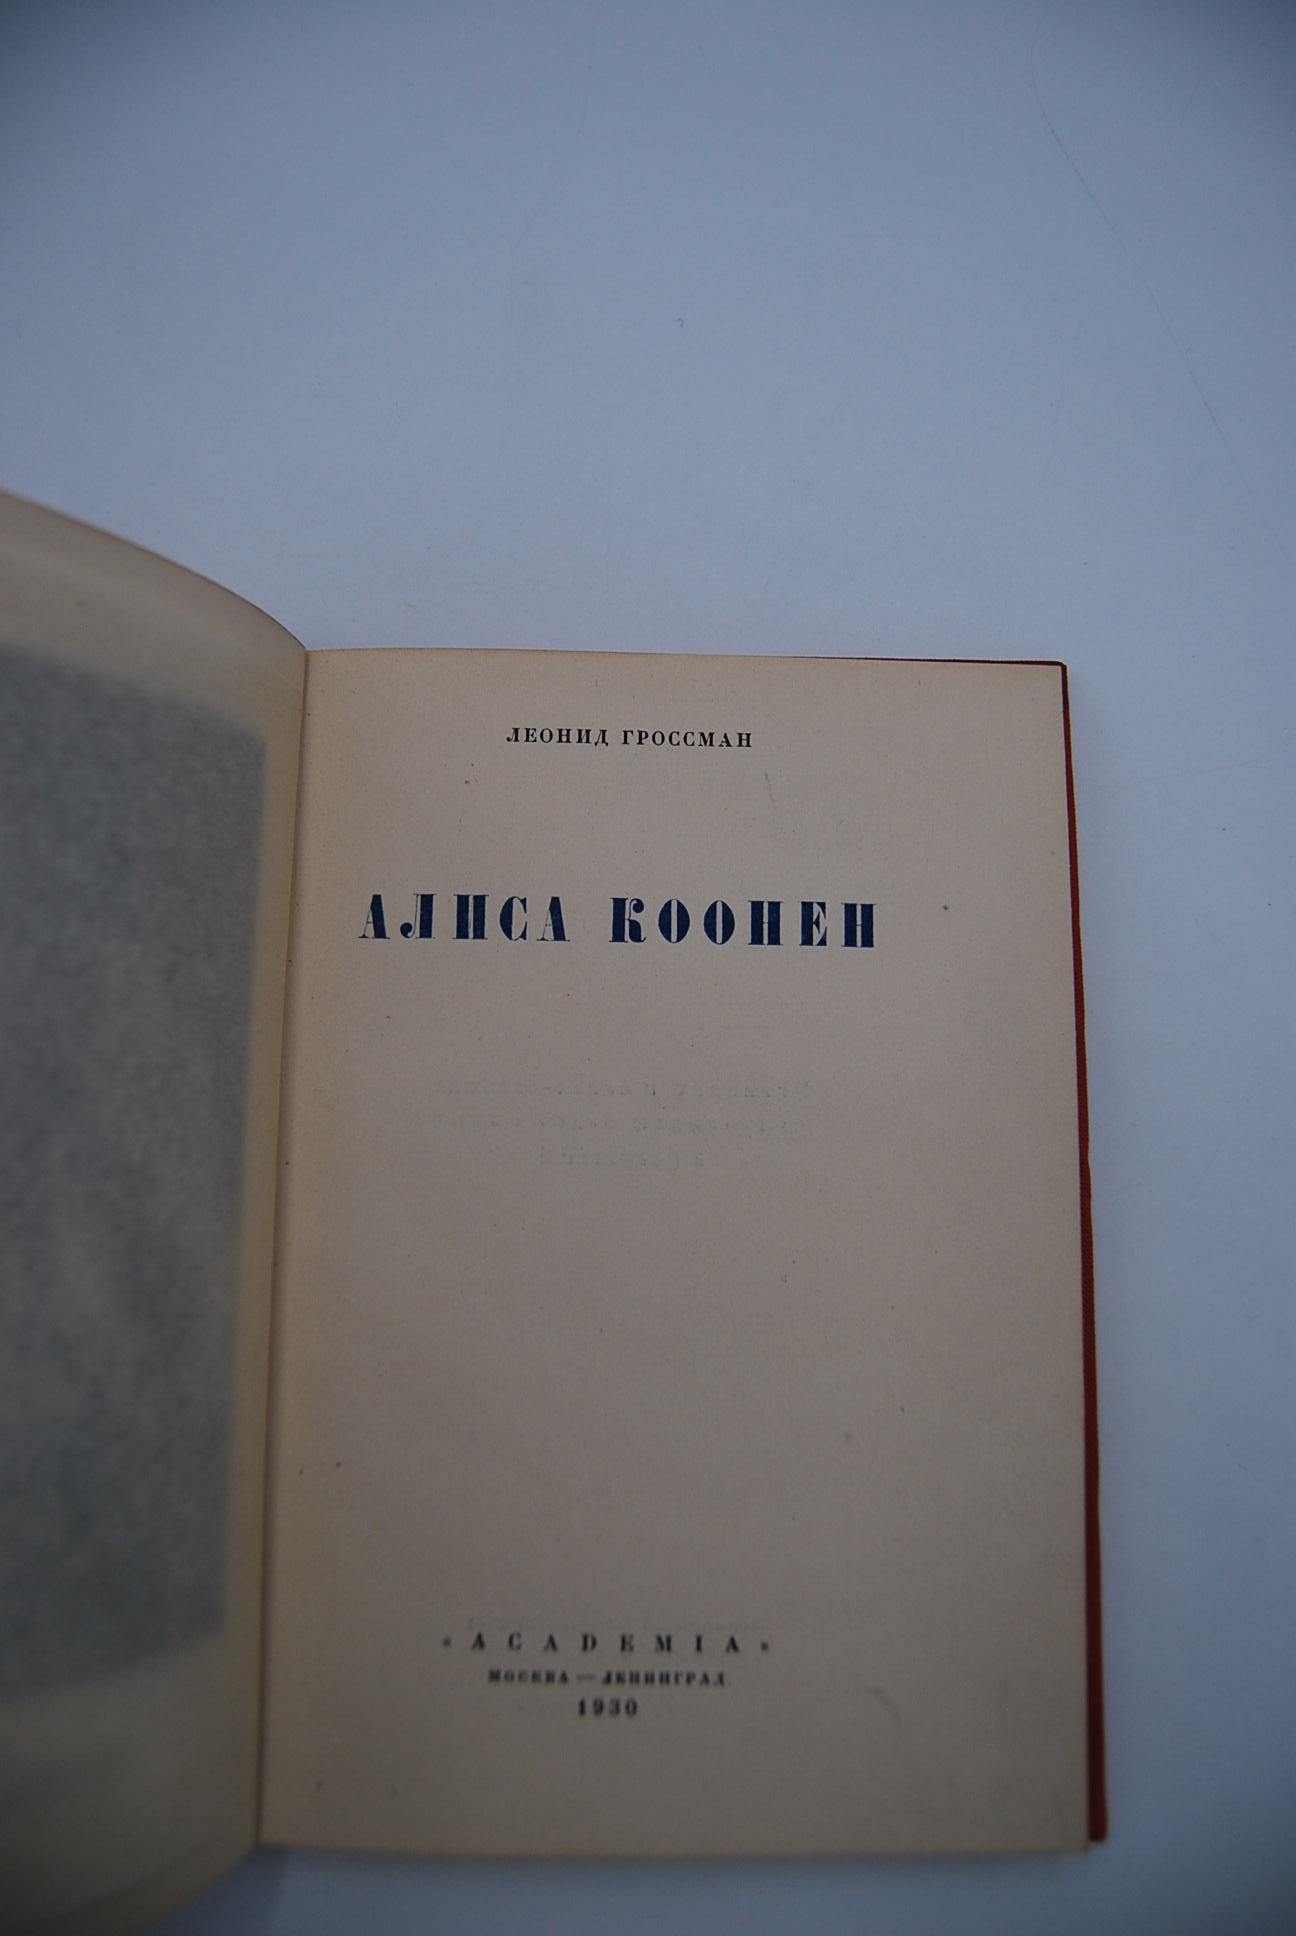 ЛЕОНИД ГРОССМАН
АЛИСА КООНЕН
«ACADEMIA»
МОСКВА — ЛЕНИНГРАД
1930